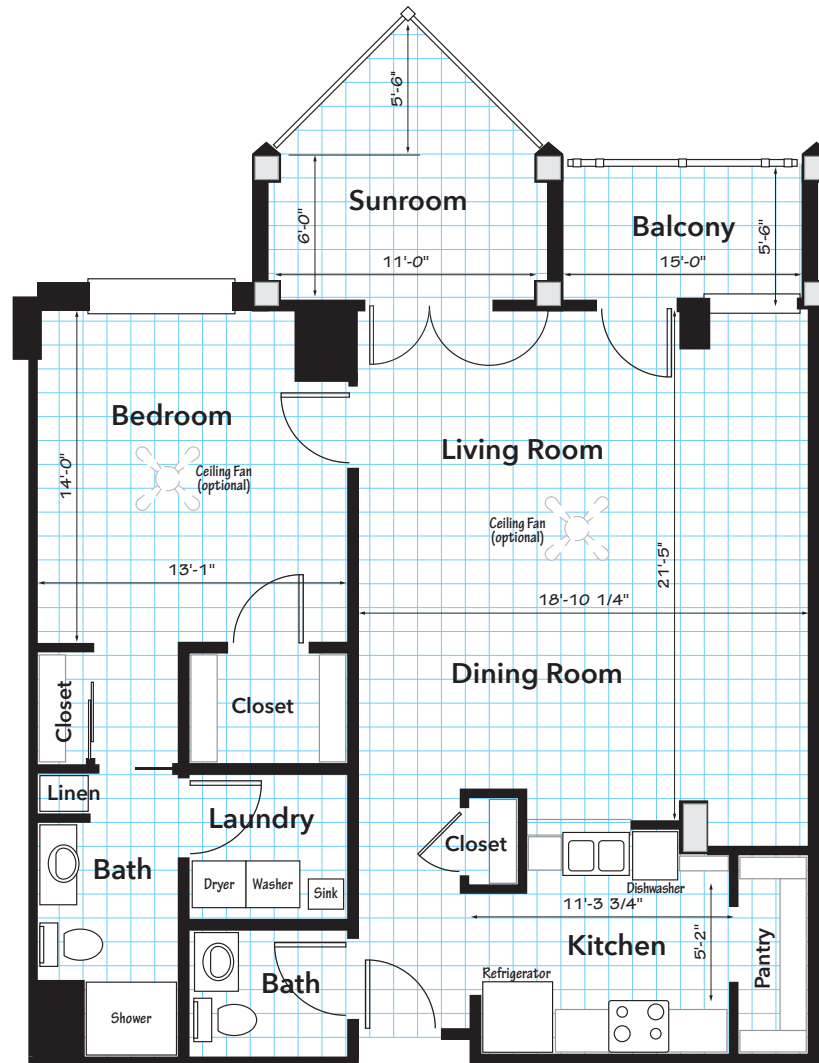 5'-6"
Sunroom
6'-0"
11'-0"
Balcony
5'-6"
15'-0"
Bedroom
Ceiling Fan
(optional)
14'-0"
13'-1"
Living Room
Ceiling Fan
(optional)
21'-5"
18'-10 1/4"
Dining Room
Closet
Closet
Linen
Laundry
Closet
Bath
Dryer
Washer
Sink
Dishwasher
11'-3 3/4"
Kitchen
5'-2"
Pantry
Refrigerator
Bath
Shower